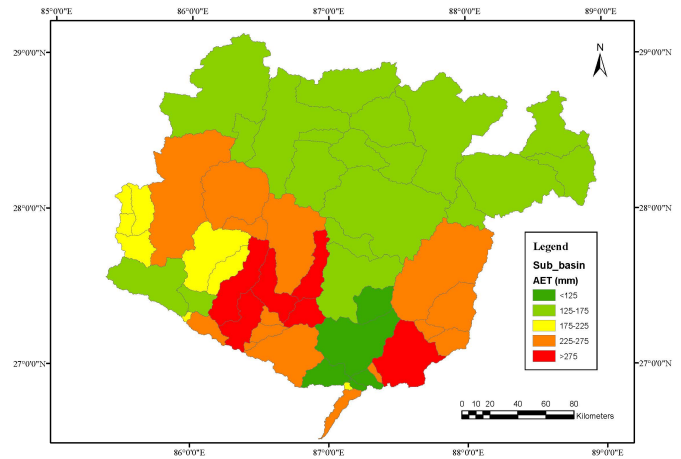 85°0'0"E 86°0'0"E 87°0'0"E 88°0'0"E 89°0'0"E
29°0'0"N 29°0'0"N
N
28°0'0"N 28°0'0"N
Legend
Sub_basin
AET (mm)
<125
125-175
175-225
225-275
>275
27°0'0"N 27°0'0"N
0 10 20 40 60 80
Kilometers
86°0'0"E 87°0'0"E 88°0'0"E 89°0'0"E